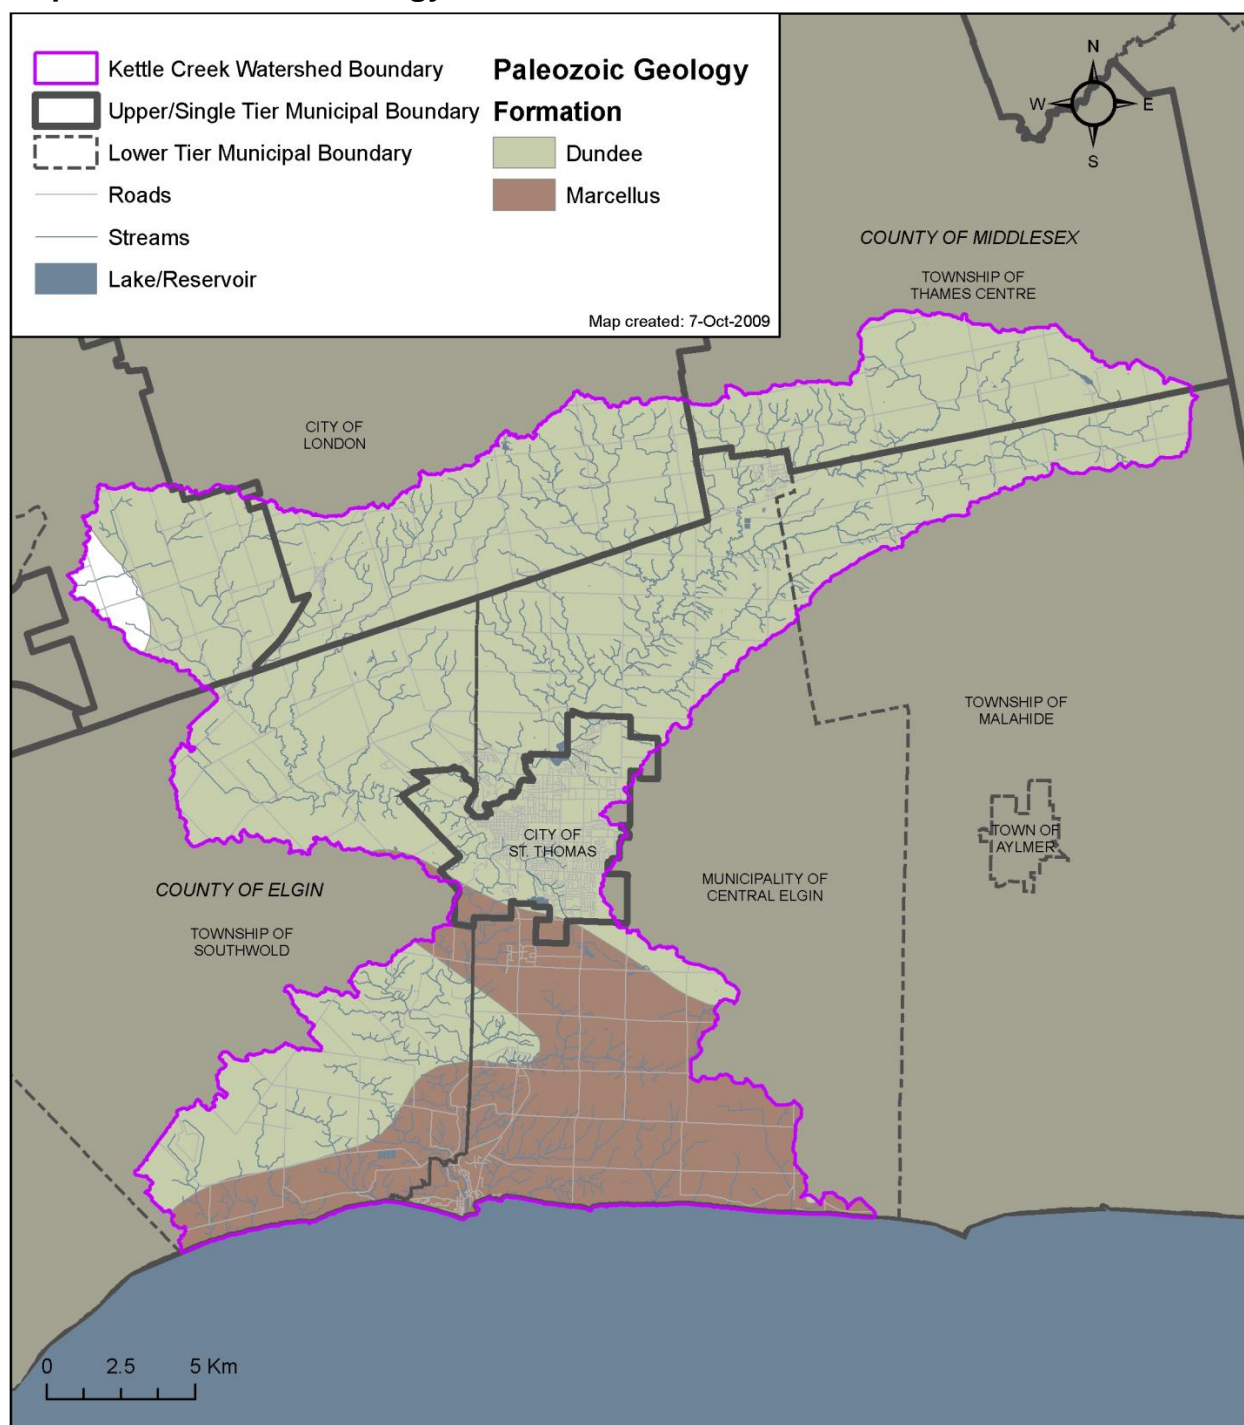 Kettle Creek Watershed Boundary
Upper/Single Tier Municipal Boundary
Lower Tier Municipal Boundary
Roads
Streams
Lake/Reservoir
Paleozoic Geology
Formation
Dundee
Marcellus
Map created: 7-Oct-2009
N
W
E
S
COUNTY OF MIDDLESEX
TOWNSHIP OF
THAMES CENTRE
CITY OF
LONDON
TOWNSHIP OF
MALAHIDE
TOWN OF
AYLMER
CITY OF
ST. THOMAS
MUNICIPALITY OF
CENTRAL ELGIN
COUNTY OF ELGIN
TOWNSHIP OF
SOUTHWOLD
0 2.5 5 Km